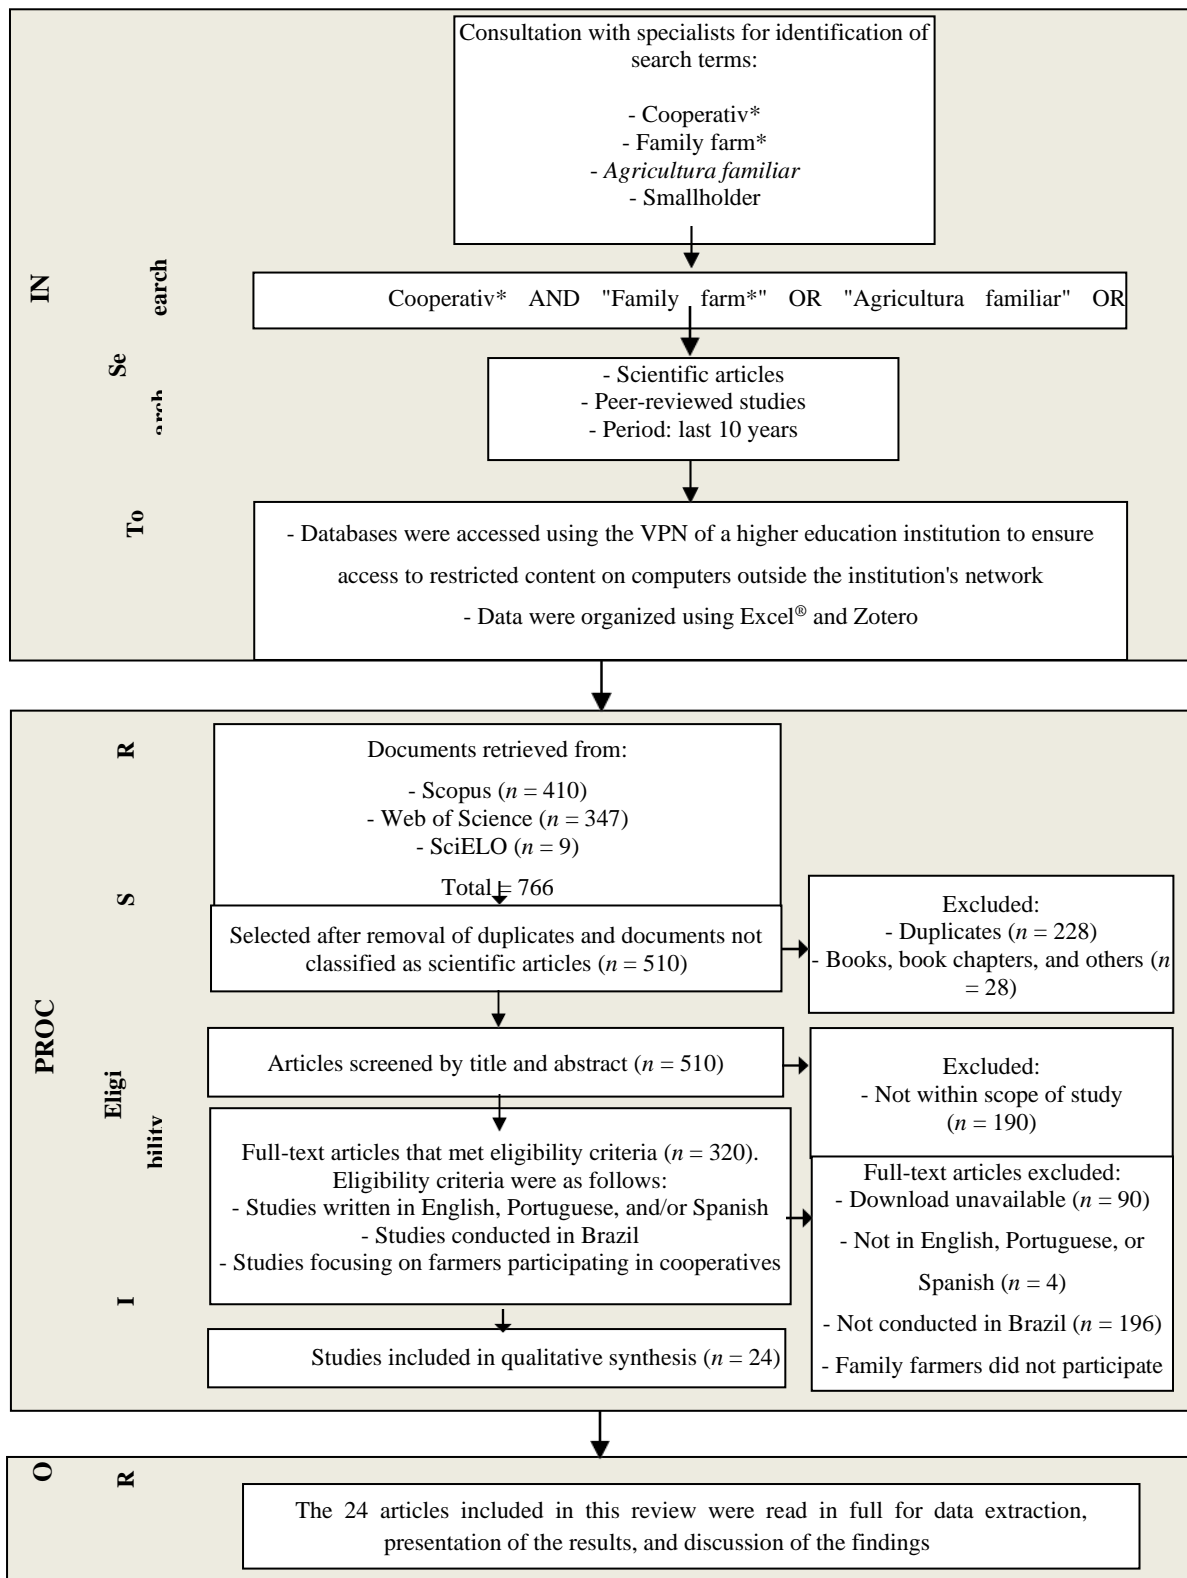 Consultation with specialists for identification of
search terms:
- Cooperativ*
- Family farm*
- Agricultura familiar
- Smallholder
IN
earch
Se
To
Cooperativ* AND "Family farm*" OR "Agricultura familiar" OR
- Scientific articles
- Peer-reviewed studies
- Period: last 10 years
- Databases were accessed using the VPN of a higher education institution to ensure
access to restricted content on computers outside the institution's network
- Data were organized using Excel® and Zotero
PROC
R
S
Eligi
I
Documents retrieved from:
- Scopus (n = 410)
- Web of Science (n = 347)
- SciELO (n = 9)
Total = 766
Selected after removal of duplicates and documents not
classified as scientific articles (n = 510)
Excluded:
- Duplicates (n = 228)
- Books, book chapters, and others (n
= 28)
Articles screened by title and abstract (n = 510)
Excluded:
- Not within scope of study
(n = 190)
Full-text articles that met eligibility criteria (n = 320).
Eligibility criteria were as follows:
- Studies written in English, Portuguese, and/or Spanish
- Studies conducted in Brazil
- Studies focusing on farmers participating in cooperatives
Full-text articles excluded:
- Download unavailable (n = 90)
- Not in English, Portuguese, or
Spanish (n = 4)
- Not conducted in Brazil (n = 196)
- Family farmers did not participate
Studies included in qualitative synthesis (n = 24)
O
R
The 24 articles included in this review were read in full for data extraction,
presentation of the results, and discussion of the findings